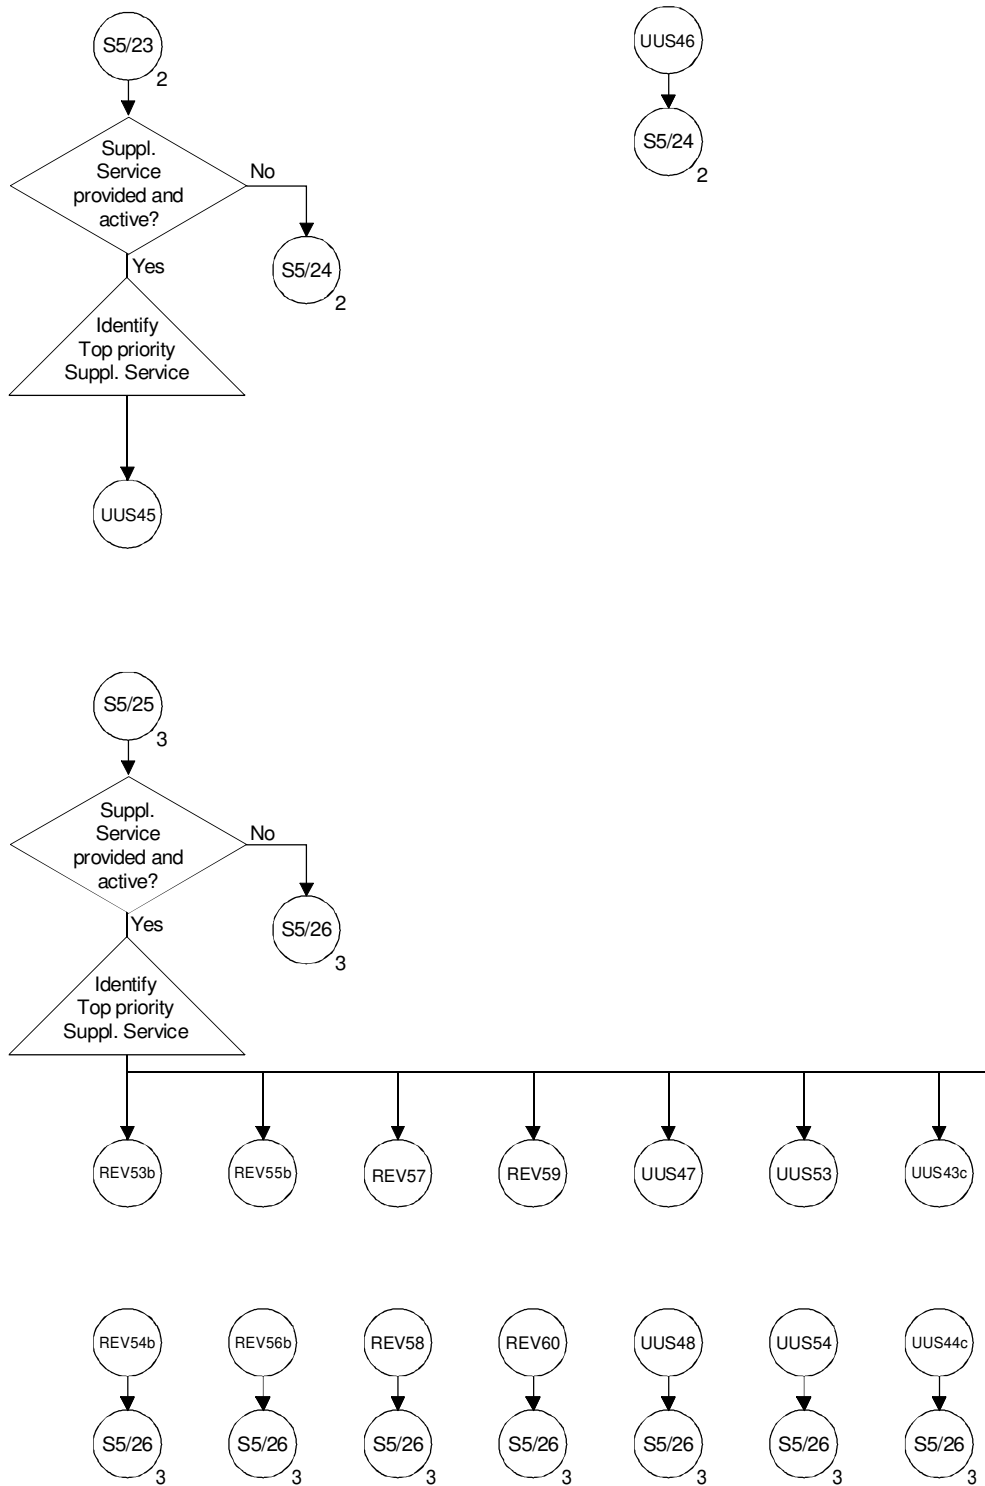 S5/23
2
Suppl.
Service
provided and
active?
No
S5/24
2
Yes
Identify
Top priority
Suppl. Service
UUS45
UUS46
S5/24
2
S5/25
3
Suppl.
Service
provided and
active?
No
S5/26
3
Yes
Identify
Top priority
Suppl. Service
REV53b
REV55b
REV57
REV59
UUS47
UUS53
UUS43c
REV54b
REV56b
REV58
REV60
UUS48
UUS54
UUS44c
S5/26
3
S5/26
3
S5/26
3
S5/26
3
S5/26
3
S5/26
3
S5/26
3